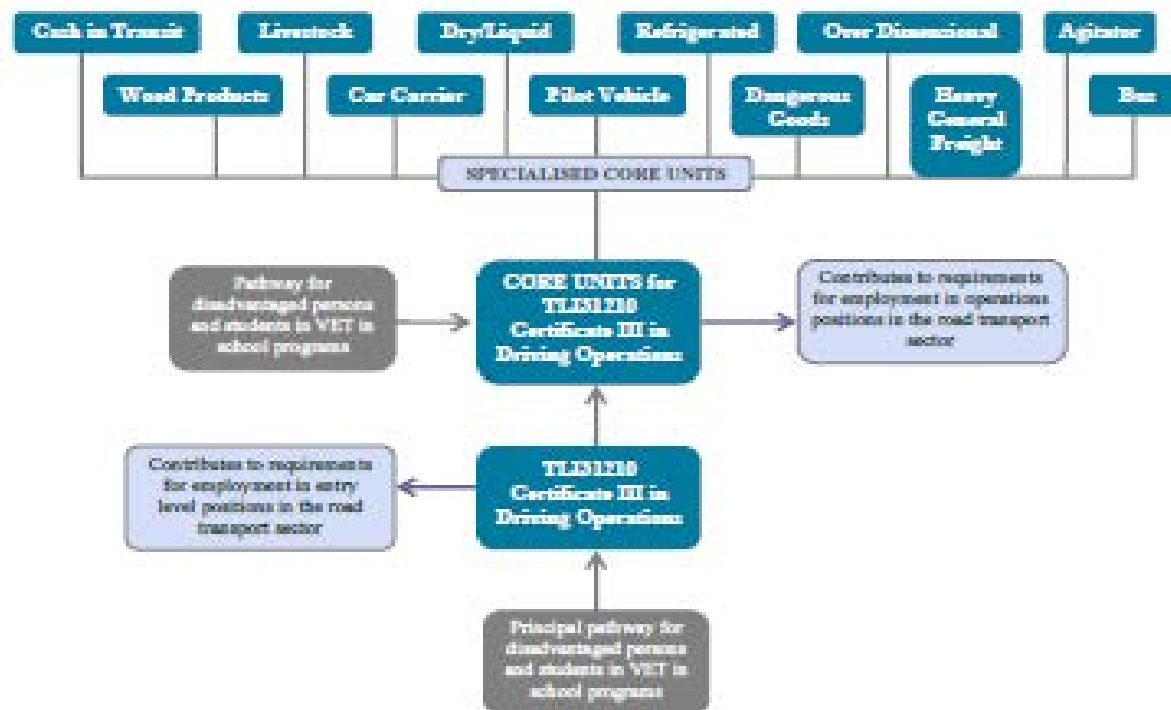 Cash in Transit
Livestock
Dry/Liquid
Refrigerated
Over Dimensional
Agitator
Wood Products
Car Carrier
Pilot Vehicle
Dangerous
Goods
Heavy
General
Freight
Bus
SPECIALISED CORE UNITS
Pathway for
disadvantaged persons
and students in VET in
school programs
CORE UNITS for
TLI31210
Certificate III in
Driving Operations
Contributes to requirements
for employment in operations
positions in the road transport
sector
Contributes to requirements
for employment in entry
level positions in the road
transport sector
TLI31210
Certificate III in
Driving Operations
Principal pathway for
disadvantaged persons
and students in VET in
school programs